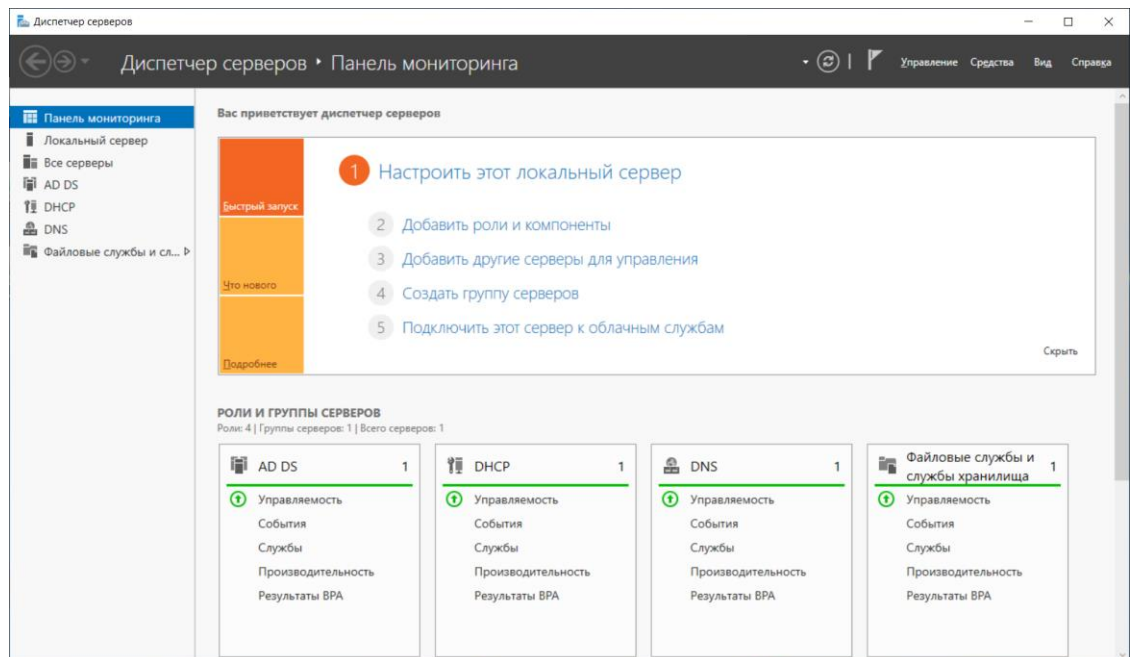 Диспетчер серверов
Диспетчер серверов • Панель мониторинга
Управление Средства Вид Справка
Панель мониторинга
Локальный сервер
Все серверы
AD DS
DHCP
DNS
Файловые службы и сл...
Вас приветствует диспетчер серверов
Быстрый запуск
Что нового
Подробнее
1 Настроить этот локальный сервер
2 Добавить роли и компоненты
3 Добавить другие серверы для управления
4 Создать группу серверов
5 Подключить этот сервер к облачным службам
Скрыть
РОЛИ И ГРУППЫ СЕРВЕРОВ
Роли: 4 | Группы серверов: 1 | Всего серверов: 1
AD DS 1
Управляемость
События
Службы
Производительность
Результаты BPA
DHCP 1
Управляемость
События
Службы
Производительность
Результаты BPA
DNS 1
Управляемость
События
Службы
Производительность
Результаты BPA
Файловые службы и
службы хранилища 1
Управляемость
События
Службы
Производительность
Результаты BPA